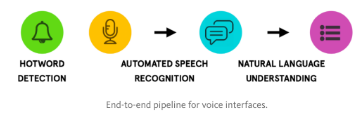 HOTWORD
DETECTION
AUTOMATED SPEECH
RECOGNITION
NATURAL LANGUAGE
UNDERSTANDING
End-to-end pipeline for voice interfaces.